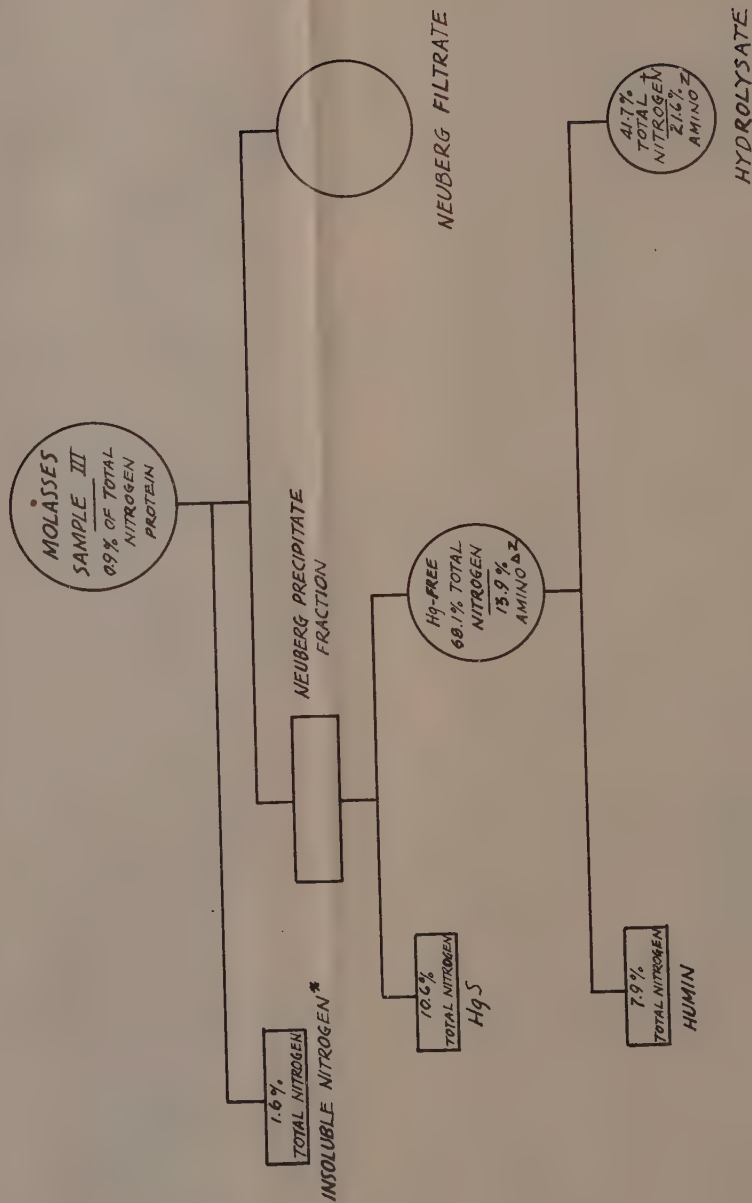 MOLASSES
SAMPLE III
0.9% OF TOTAL
NITROGEN
PROTEIN
1.6%
TOTAL NITROGEN
INSOLUBLE NITROGEN*
NEUBERG PRECIPITATE
FRACTION
NEUBERG FILTRATE
10.6%
TOTAL NITROGEN
HgS
Hg-FREE
68.1% TOTAL
NITROGEN
13.9%
AMINO Δ Z
7.9%
TOTAL NITROGEN
HUMIN
41.7%
TOTAL †
NITROGEN
21.6%
AMINO Z
HYDROLYSATE